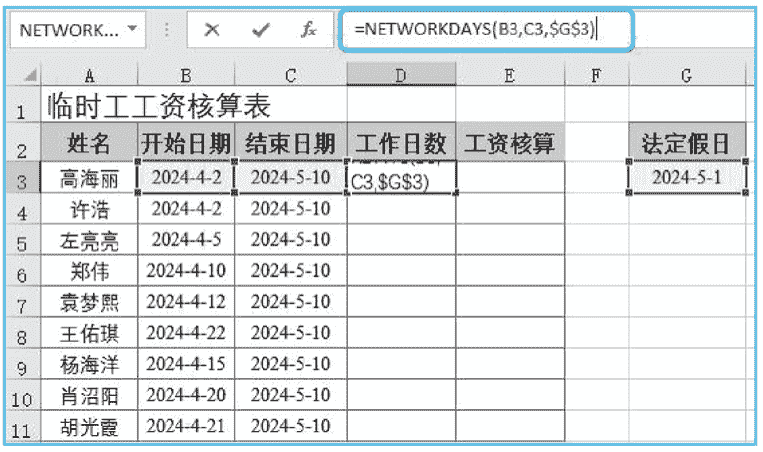 NETWORK... =NETWORKDAYS(B3,C3,$G$3)
A B C D E F G
1 临时工工资核算表
2 姓名 开始日期 结束日期 工作日数 工资核算 法定假日
3 高海丽 2024-4-2 2024-5-10 C3,$G$3) 2024-5-1
4 许浩 2024-4-2 2024-5-10
5 左亮亮 2024-4-5 2024-5-10
6 郑伟 2024-4-10 2024-5-10
7 袁梦熙 2024-4-12 2024-5-10
8 王佑琪 2024-4-22 2024-5-10
9 杨海洋 2024-4-15 2024-5-10
10 肖沼阳 2024-4-20 2024-5-10
11 胡光霞 2024-4-21 2024-5-10